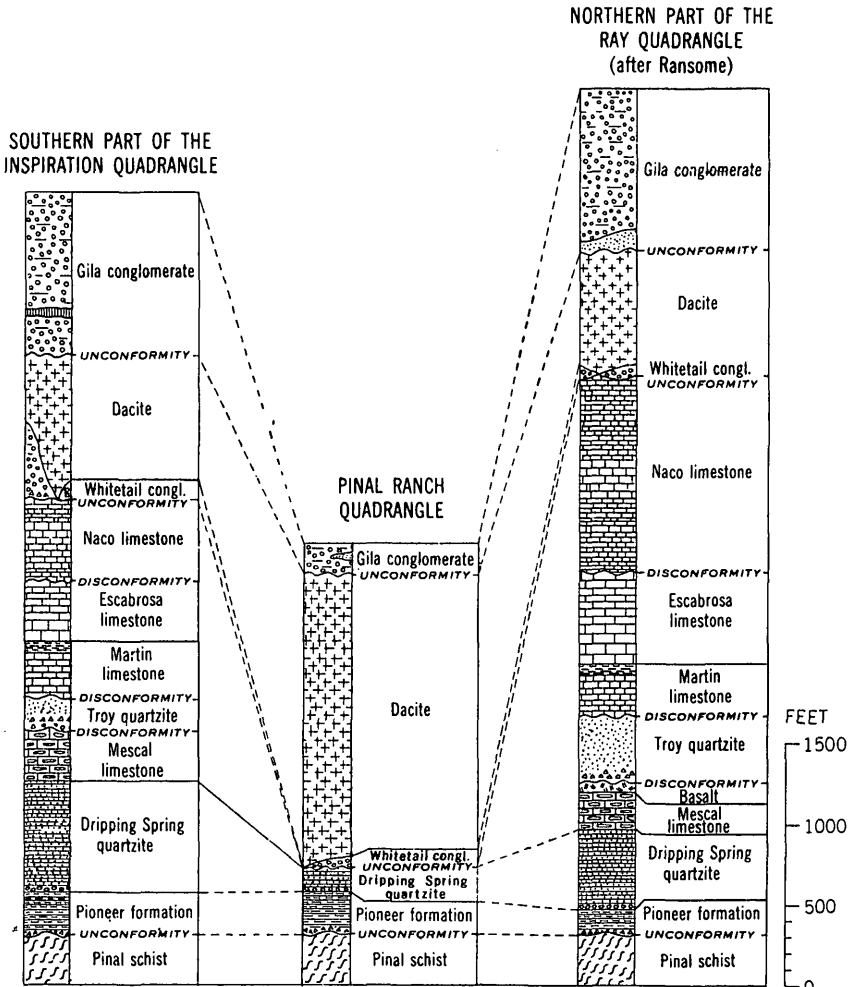 SOUTHERN PART OF THE
INSPIRATION QUADRANGLE
Gila conglomerate
UNCONFORMITY
Dacite
Whitetail congl.
UNCONFORMITY
Naco limestone
DISCONFORMITY
Escabrosa
limestone
Martin
limestone
DISCONFORMITY
Troy quartzite
DISCONFORMITY
Mescal
limestone
Dripping Spring
quartzite
Pioneer formation
UNCONFORMITY
Pinal schist
PINAL RANCH
QUADRANGLE
Gila conglomerate
UNCONFORMITY
Dacite
Whitetail congl.
UNCONFORMITY
Dripping Spring
quartzite
Pioneer formation
UNCONFORMITY
Pinal schist
NORTHERN PART OF THE
RAY QUADRANGLE
(after Ransome)
Gila conglomerate
UNCONFORMITY
Dacite
Whitetail congl.
UNCONFORMITY
Naco limestone
DISCONFORMITY
Escabrosa
limestone
Martin
limestone
DISCONFORMITY
Troy quartzite
DISCONFORMITY
Basalt
Mescal
limestone
Dripping Spring
quartzite
Pioneer formation
UNCONFORMITY
Pinal schist
FEET
1500
1000
500
0